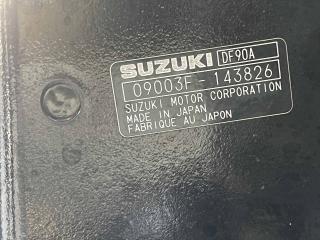 SUZUKI DF90A
09003F-143826
SUZUKI MOTOR CORPORATION
MADE IN JAPAN
FABRIQUE AU JAPON